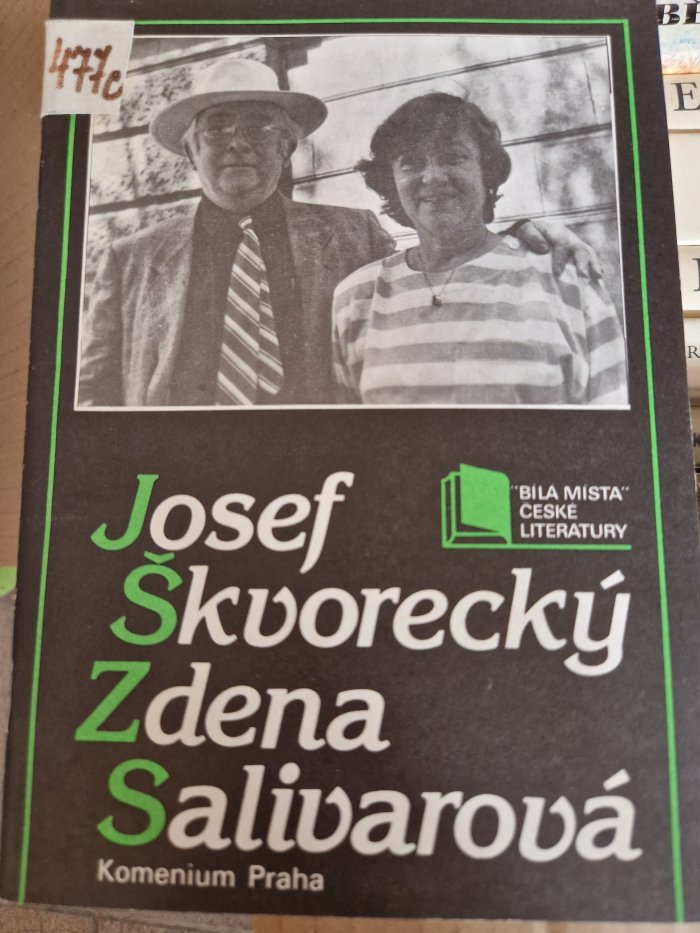 477c
"BÍLÁ MÍSTA"
ČESKÉ
LITERATURY
Josef
Škvorecký
Zdena
Salivarová
Komenium Praha